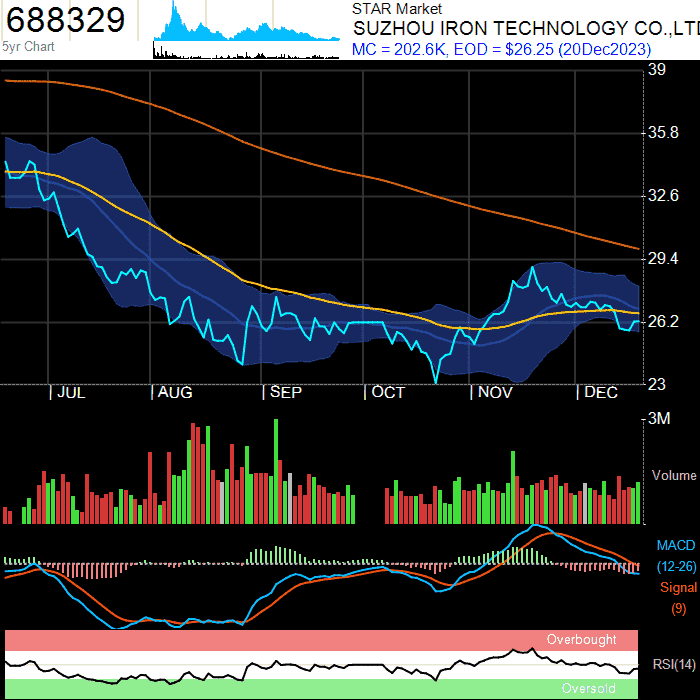 688329
5yr Chart
STAR Market
SUZHOU IRON TECHNOLOGY CO.,LTD
MC = 202.6K, EOD = $26.25 (20Dec2023)
39
35.8
32.6
29.4
26.2
23
JUL AUG SEP OCT NOV DEC
3M
Volume
MACD
(12-26)
Signal
(9)
Overbought
RSI(14)
Oversold